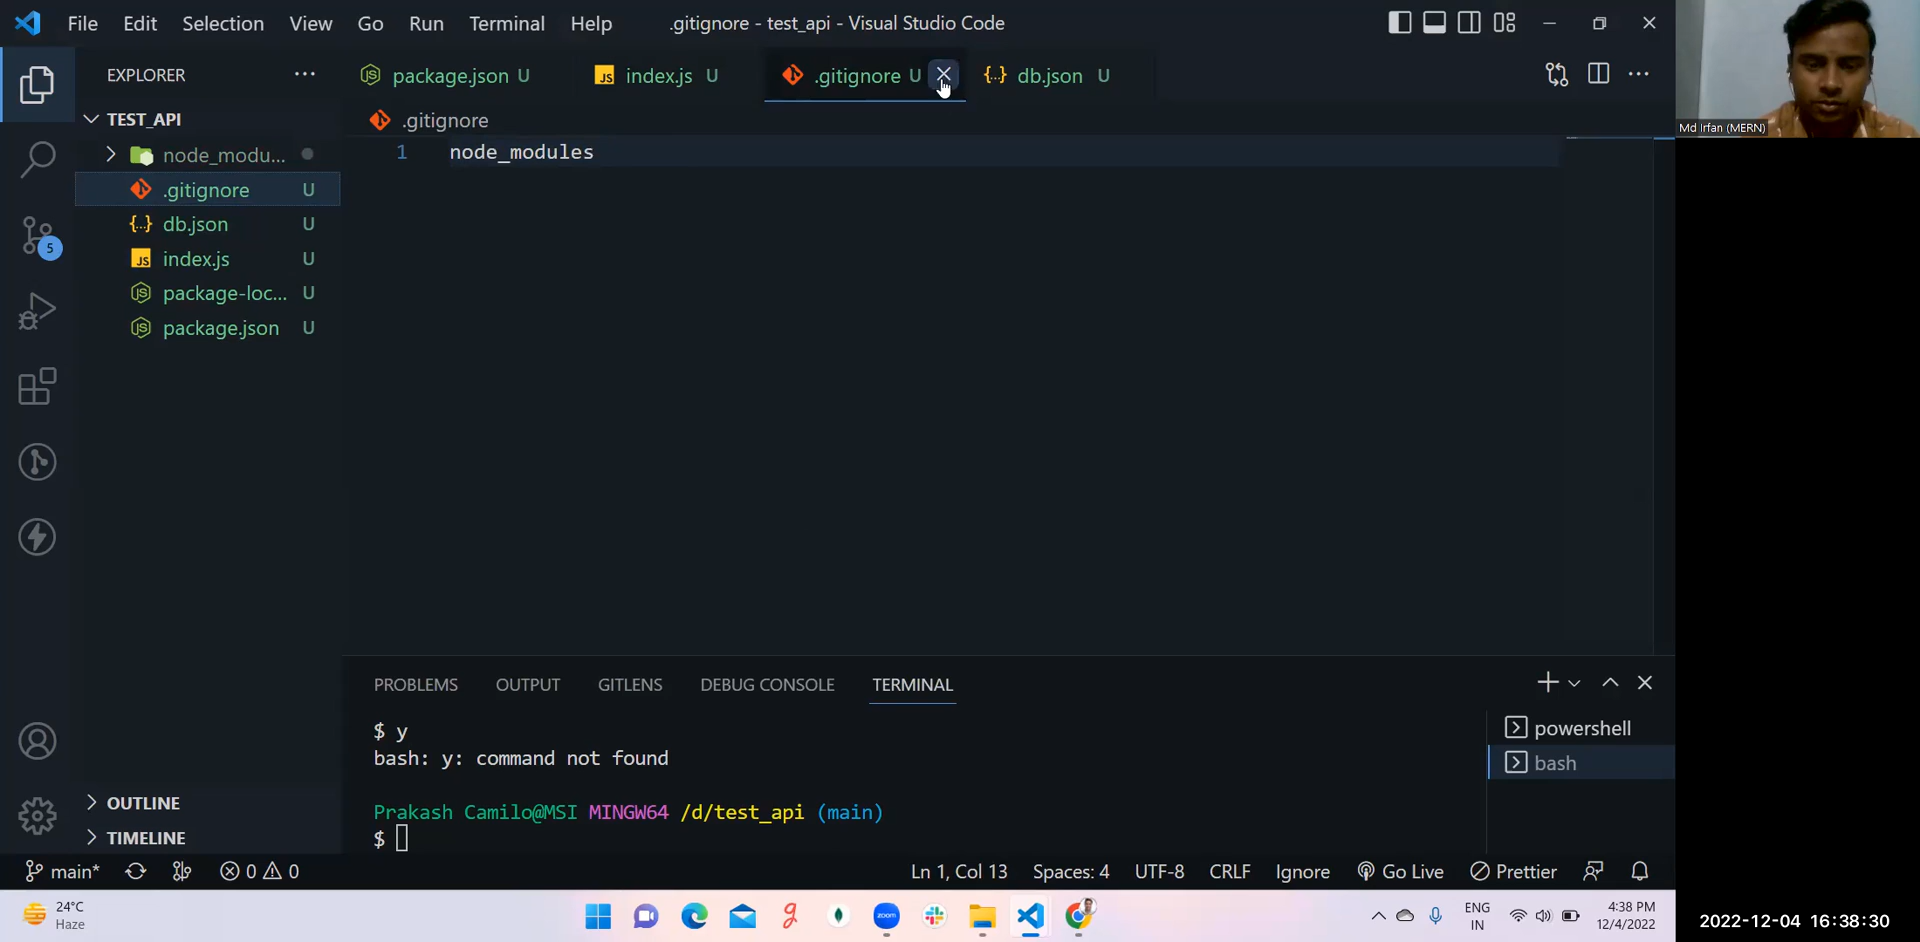 File Edit Selection View Go Run Terminal Help
.gitignore - test_api - Visual Studio Code
EXPLORER
TEST_API
node_modu...
.gitignore U
db.json U
index.js U
package-loc... U
package.json U
5
OUTLINE
TIMELINE
package.json U
index.js U
.gitignore U
db.json U
.gitignore
1 node_modules
PROBLEMS OUTPUT GITLENS DEBUG CONSOLE TERMINAL
$ y
bash: y: command not found
Prakash Camilo@MSI MINGW64 /d/test_api (main)
$
powershell
bash
main* 0 0
Ln 1, Col 13 Spaces: 4 UTF-8 CRLF Ignore Go Live Prettier
24°C
Haze
zoom
ENG
IN
4:38 PM
12/4/2022
Md Irfan (MERN)
2022-12-04 16:38:30